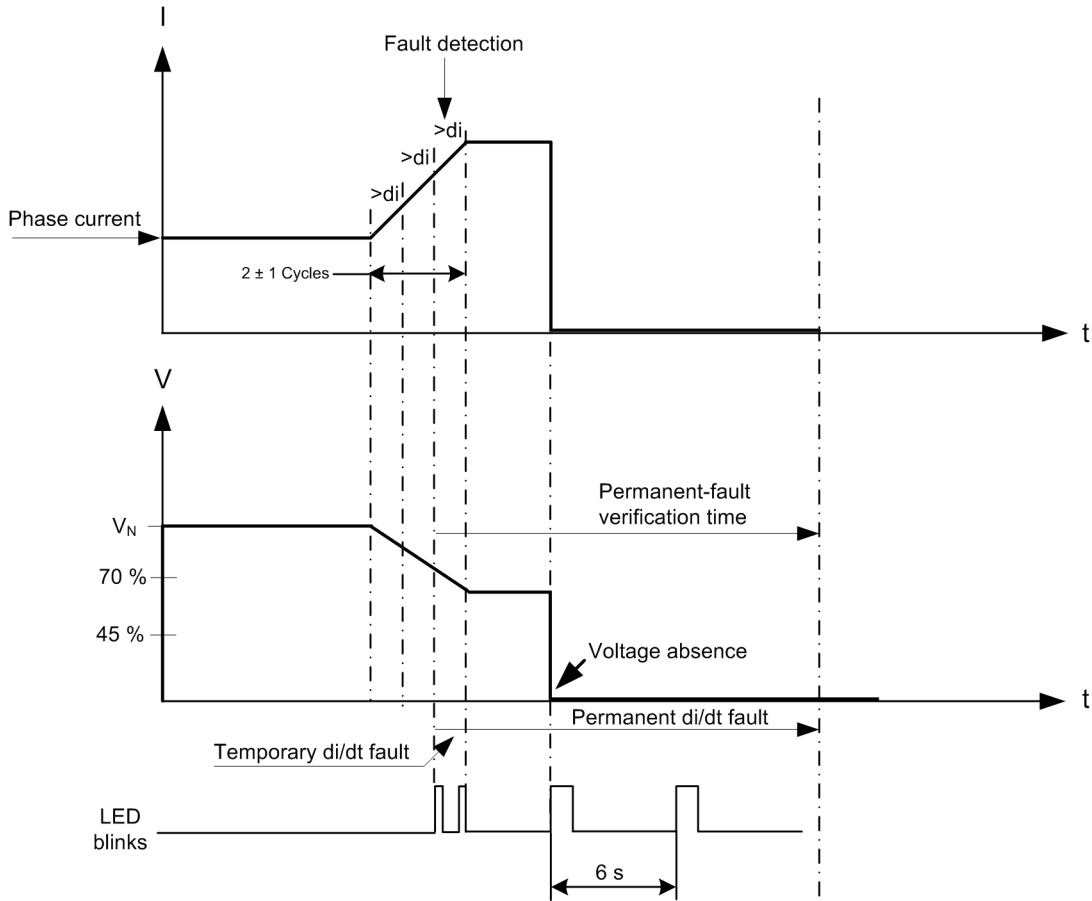 I
Fault detection
>di
>di
>di
Phase current
2 ± 1 Cycles
t
V
Permanent-fault
verification time
VN
70 %
45 %
Voltage absence
t
Permanent di/dt fault
Temporary di/dt fault
LED
blinks
6 s